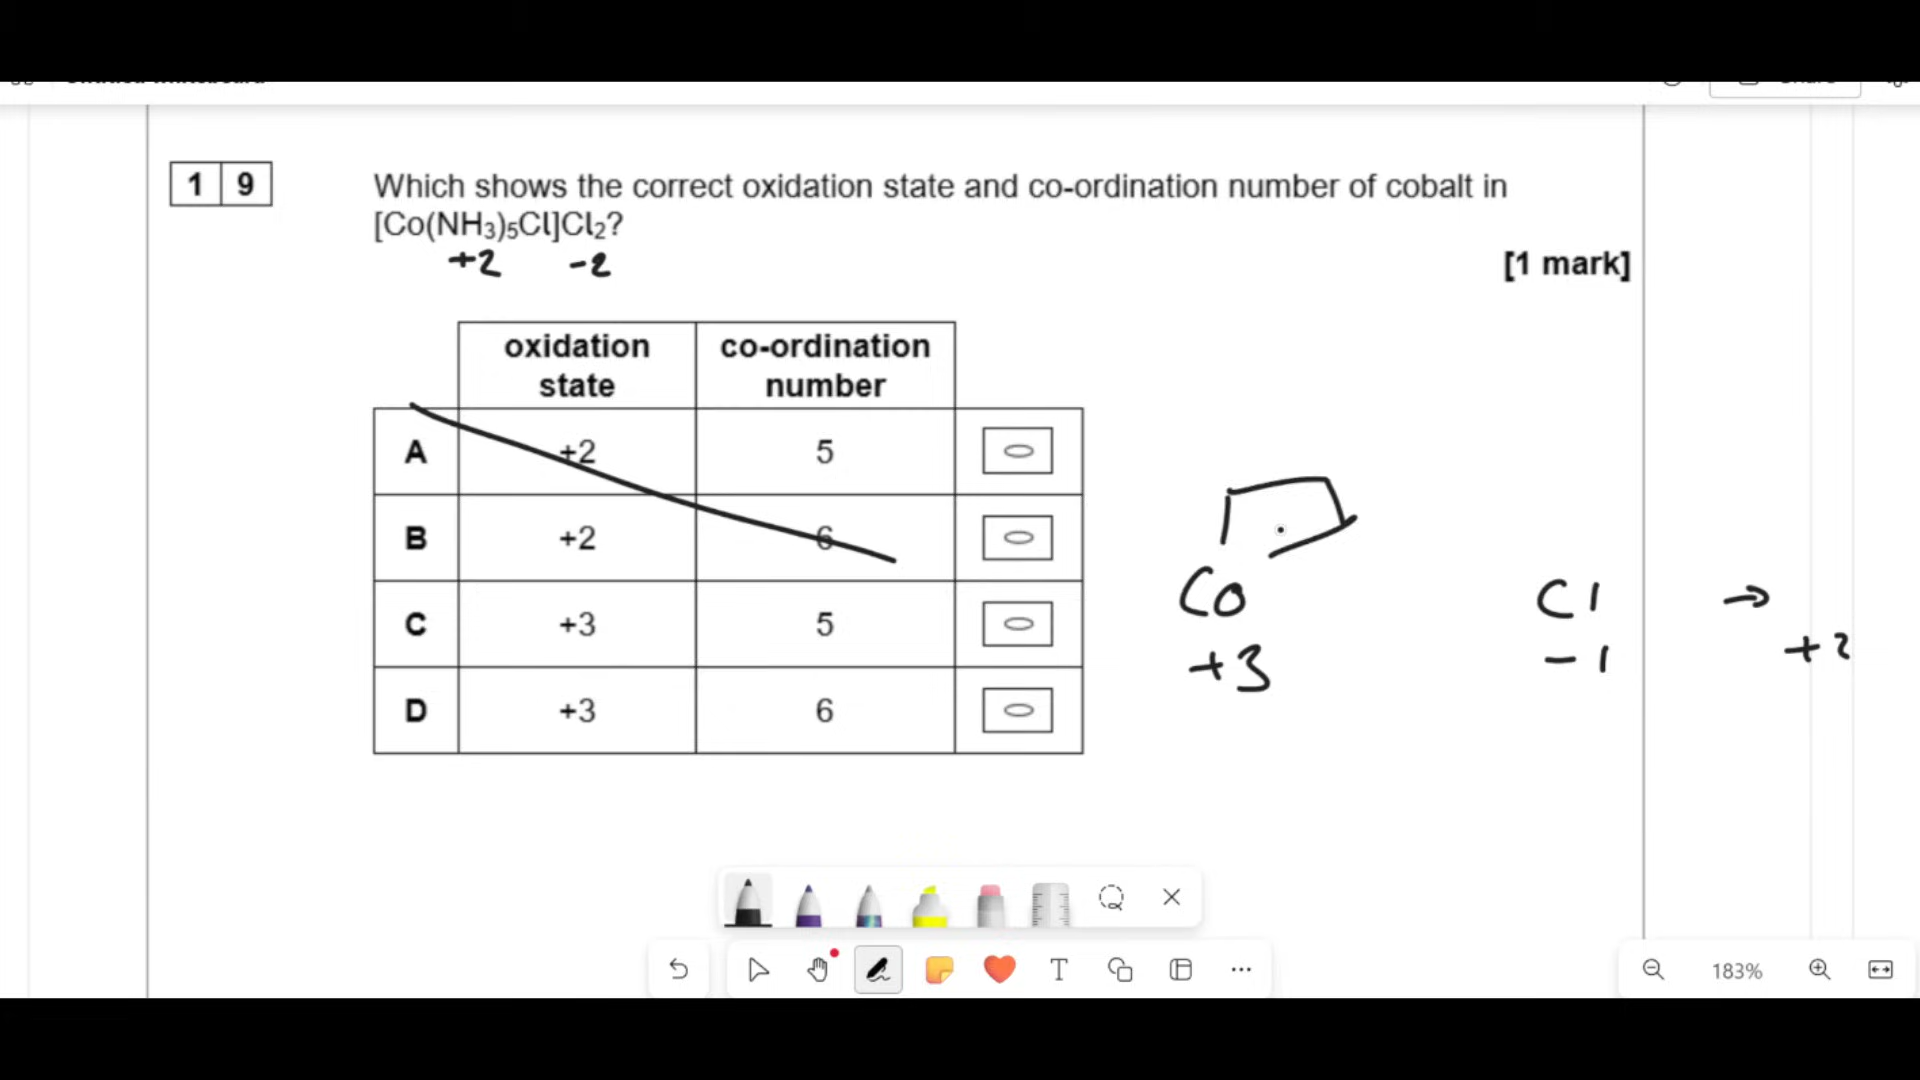 1 9
Which shows the correct oxidation state and co-ordination number of cobalt in
[Co(NH₃)₅Cl]Cl₂?
+2 -2
[1 mark]
oxidation state co-ordination number
A +2 5
B +2 6
C +3 5
D +3 6
Co Cl →
+3 -1 +2
183%